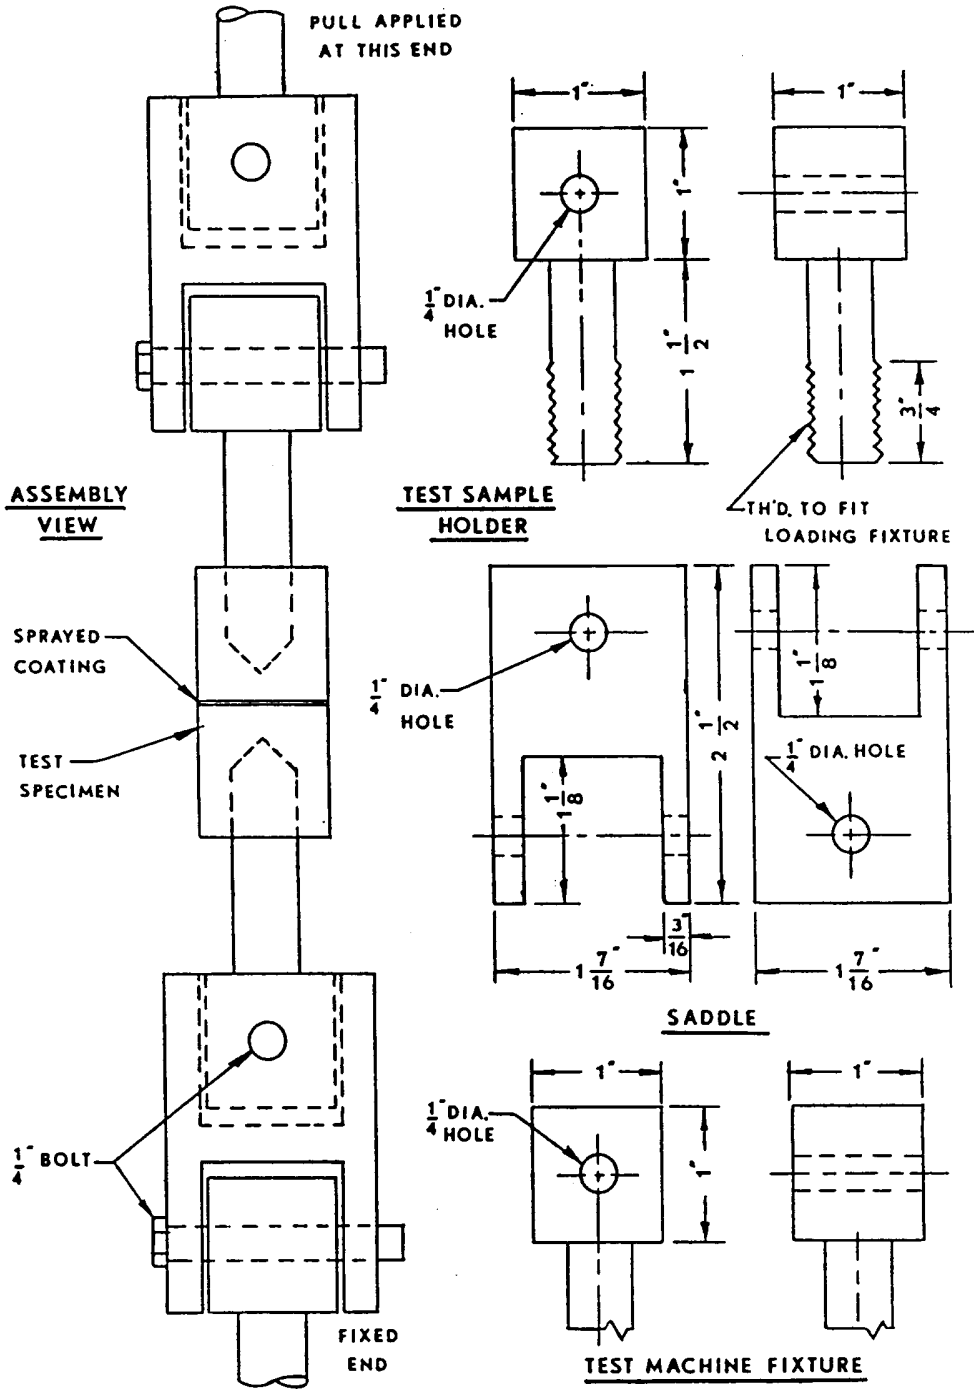 PULL APPLIED
AT THIS END
1"
1"
1"
1/4" DIA.
HOLE
1 1/2"
3/4"
ASSEMBLY
VIEW
TEST SAMPLE
HOLDER
TH'D. TO FIT
LOADING FIXTURE
SPRAYED
COATING
1/4" DIA.
HOLE
1 1/8"
2 1/2"
1/4" DIA. HOLE
TEST
SPECIMEN
1 1/8"
3/16"
1 7/16"
1 7/16"
SADDLE
1"
1"
1/4" DIA.
HOLE
1"
1/4" BOLT
FIXED
END
TEST MACHINE FIXTURE